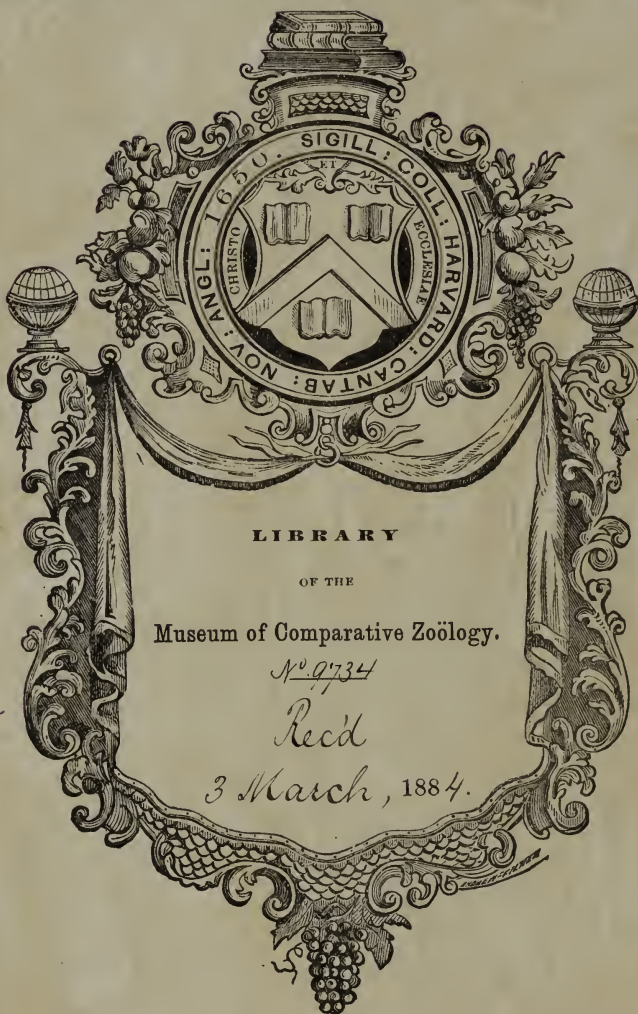 SIGILL: COLL: HARVARD: CANTAB: NOV: ANGL: 1650.
ET
CHRISTO
ECCLESIAE
LIBRARY
OF THE
Museum of Comparative Zoölogy.
Nº. 9734
Rec'd
3 March, 1884.